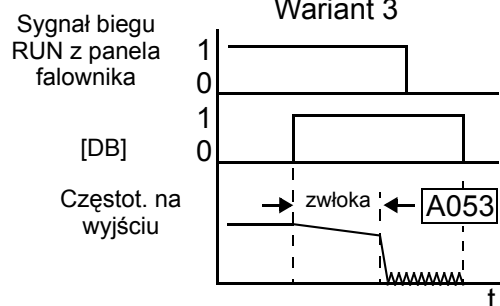 Wariant 3
Sygnał biegu
RUN z panela
falownika
1
0
[DB]
1
0
Częstot. na
wyjściu
zwłoka
A053
t